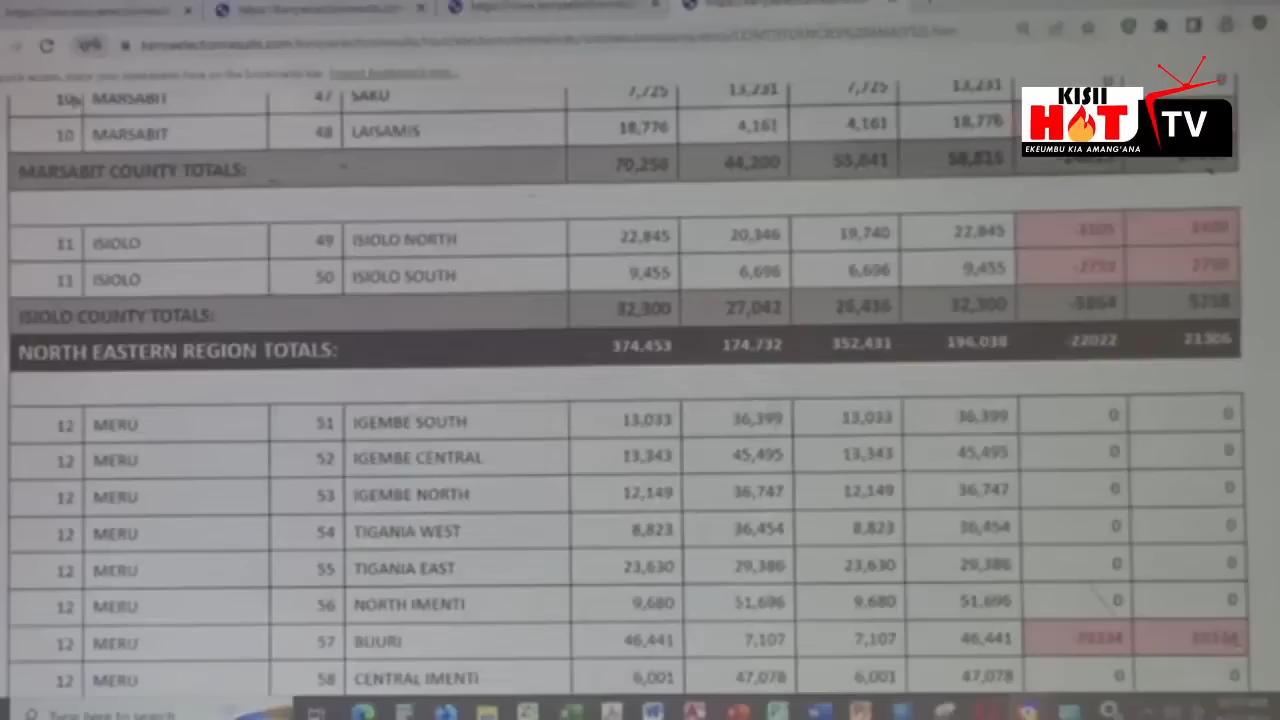 KISII
HOT TV
EKEUMBU KIA AMANG'ANA
10 MARSABIT 47 SAKU 7,725 13,231 7,725 13,231 0 0
10 MARSABIT 48 LAISAMIS 18,776 4,161 4,161 18,776
MARSABIT COUNTY TOTALS: 70,256 44,200
11 ISIOLO 49 ISIOLO NORTH 22,845 20,346 19,740 22,845
11 ISIOLO 50 ISIOLO SOUTH 9,455 6,696 6,696 9,455
ISIOLO COUNTY TOTALS: 32,300 27,042 26,436 32,300 -5864
NORTH EASTERN REGION TOTALS: 374,453 174,732 352,431 196,038 -22022 21306
12 MERU 51 IGEMBE SOUTH 13,033 36,399 13,033 36,399 0 0
12 MERU 52 IGEMBE CENTRAL 13,343 45,495 13,343 45,495 0 0
12 MERU 53 IGEMBE NORTH 12,149 36,747 12,149 36,747 0 0
12 MERU 54 TIGANIA WEST 8,823 36,454 8,823 36,454 0 0
12 MERU 55 TIGANIA EAST 23,630 29,386 23,630 29,386 0 0
12 MERU 56 NORTH IMENTI 9,680 51,696 9,680 51,696 0 0
12 MERU 57 BUURI 46,441 7,107 7,107 46,441
12 MERU 58 CENTRAL IMENTI 6,001 47,078 6,001 47,078 0 0
Type here to search